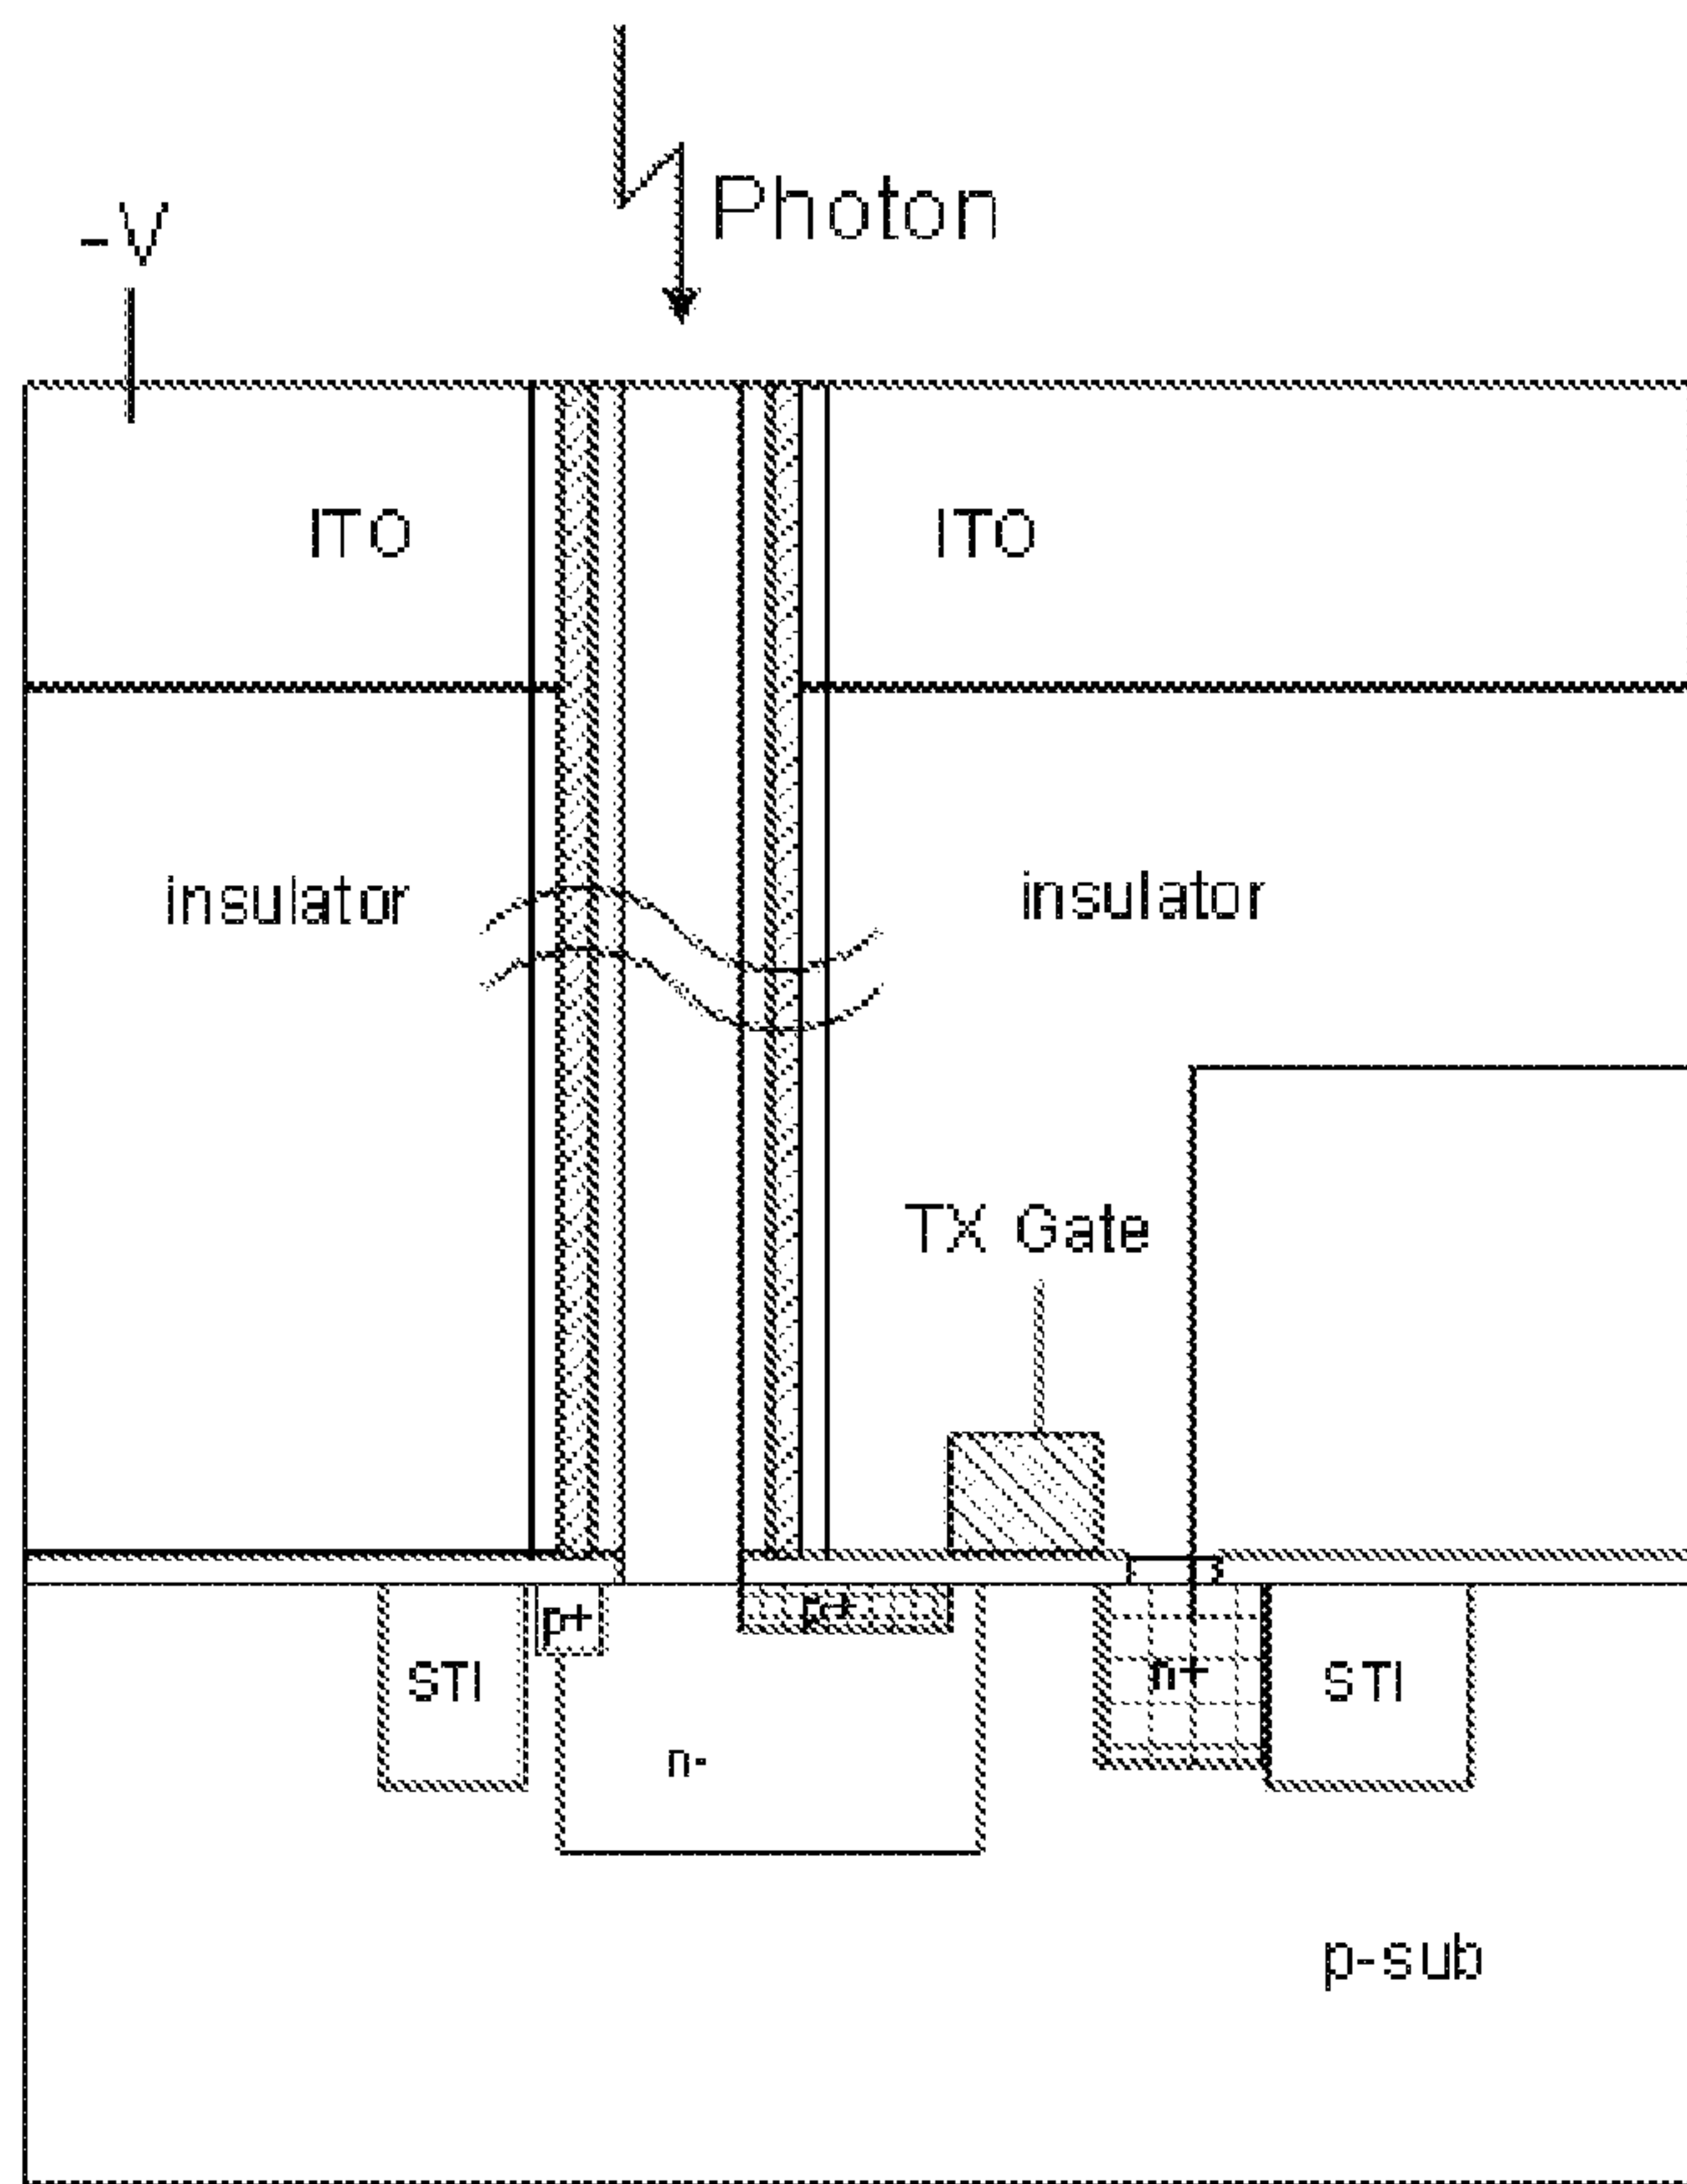 Photon
-V
ITO
ITO
insulator
insulator
TX Gate
p+
p+
STI
n+
STI
n-
p-sub